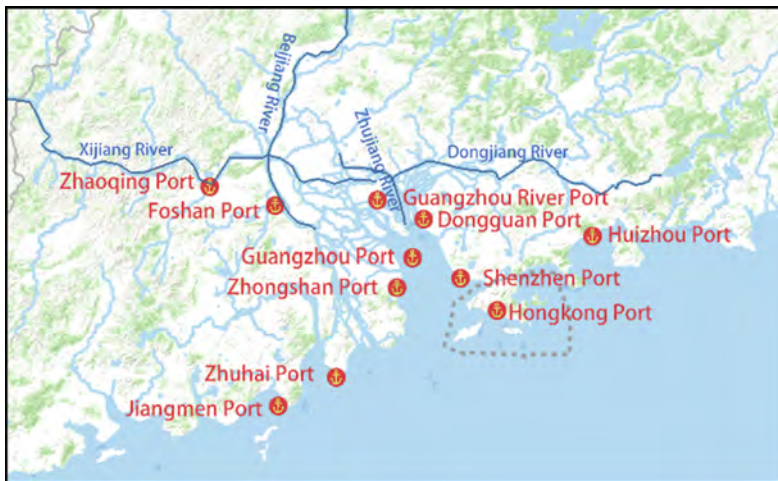 Beijiang River
Zhujiang River
Xijiang River
Dongjiang River
Zhaoqing Port
Foshan Port
Guangzhou River Port
Dongguan Port
Huizhou Port
Guangzhou Port
Shenzhen Port
Zhongshan Port
Hongkong Port
Zhuhai Port
Jiangmen Port